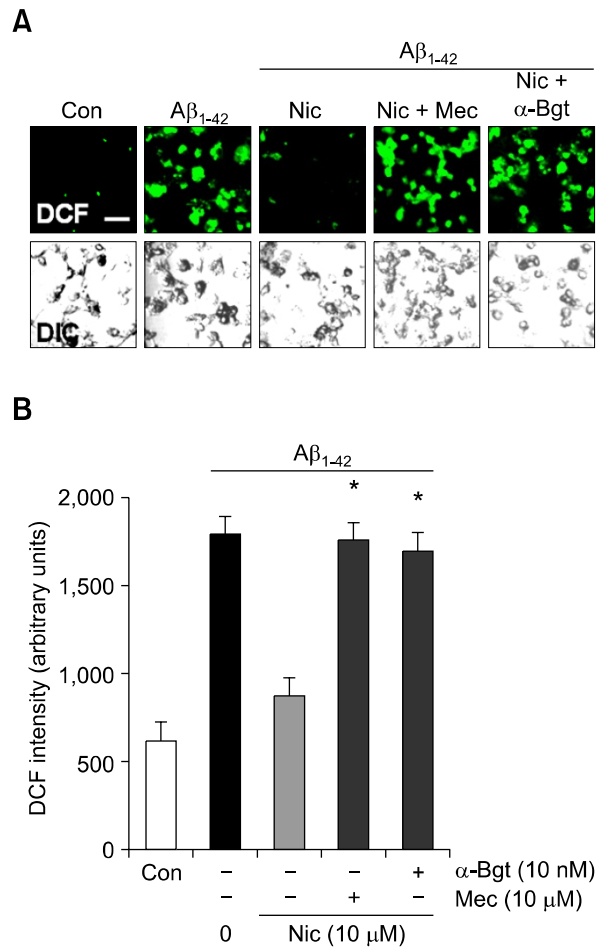 A
Aβ1-42
Nic +
Con Aβ1-42 Nic Nic + Mec α-Bgt
DCF
DIC
B
Aβ1-42
* *
DCF intensity (arbitrary units)
2,000
1,500
1,000
500
0
Con – – – + α-Bgt (10 nM)
– – + – Mec (10 μM)
0 Nic (10 μM)